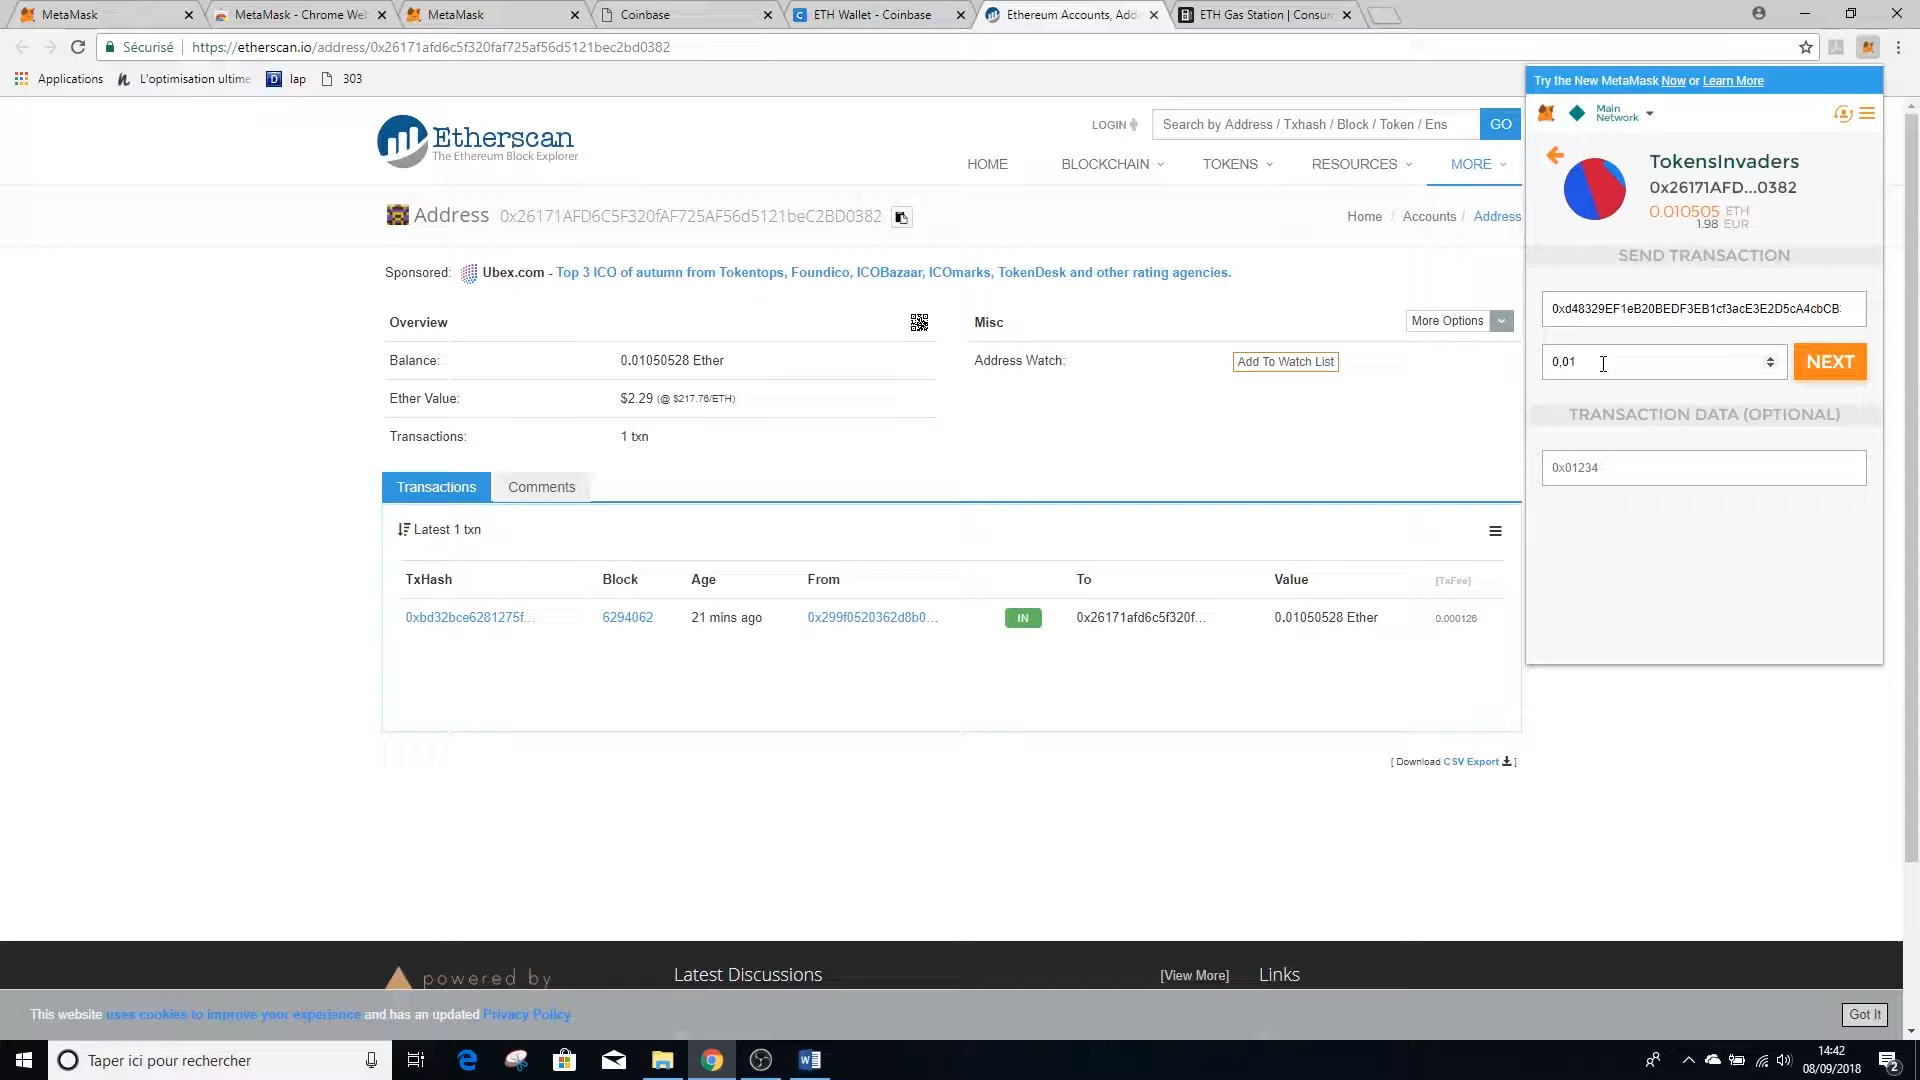 MetaMask
MetaMask - Chrome We
MetaMask
Coinbase
ETH Wallet - Coinbase
Ethereum Accounts, Add
ETH Gas Station | Consun
Sécurisé
https://etherscan.io/address/0x26171afd6c5f320faf725af56d5121bec2bd0382
Applications
L'optimisation ultime
lap
303
Try the New MetaMask Now or Learn More
Main Network
Etherscan
The Ethereum Block Explorer
LOGIN
Search by Address / Txhash / Block / Token / Ens
GO
HOME
BLOCKCHAIN
TOKENS
RESOURCES
MORE
TokensInvaders
0x26171AFD...0382
0.010505 ETH
1.98 EUR
Address 0x26171AFD6C5F320fAF725AF56d5121beC2BD0382
Home / Accounts / Address
SEND TRANSACTION
Sponsored: Ubex.com - Top 3 ICO of autumn from Tokentops, Foundico, ICOBazaar, ICOmarks, TokenDesk and other rating agencies.
0xd48329EF1eB20BEDF3EB1cf3acE3E2D5cA4cbCB
Overview
Misc
More Options
Balance: 0.01050528 Ether
Address Watch: Add To Watch List
0,01
NEXT
Ether Value: $2.29 (@ $217.76/ETH)
TRANSACTION DATA (OPTIONAL)
Transactions: 1 txn
0x01234
Transactions
Comments
Latest 1 txn
TxHash Block Age From To Value [TxFee]
0xbd32bce6281275f... 6294062 21 mins ago 0x299f0520362d8b0... IN 0x26171afd6c5f320f... 0.01050528 Ether 0.000126
[ Download CSV Export ]
powered by
Latest Discussions
[View More]
Links
This website uses cookies to improve your experience and has an updated Privacy Policy.
Got It
Taper ici pour rechercher
14:42
08/09/2018
2